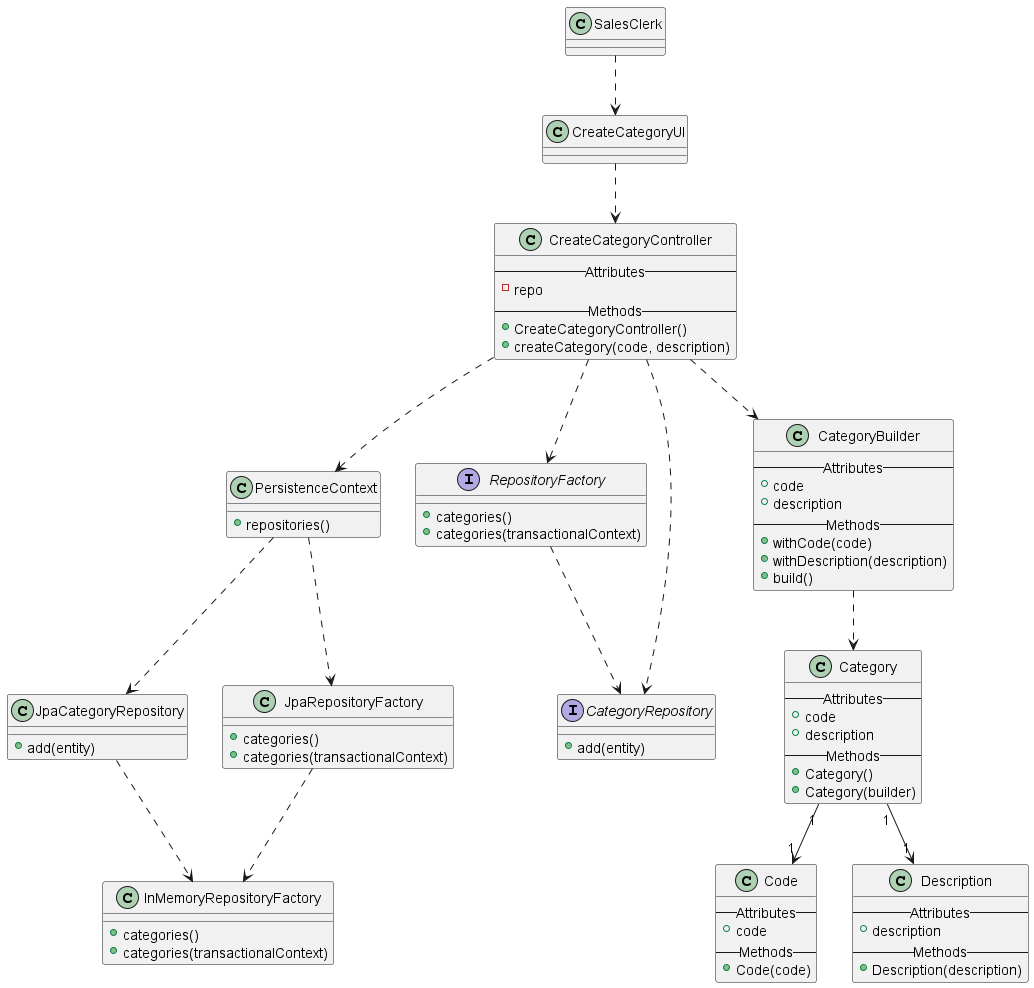 C SalesClerk
C CreateCategoryUI
C CreateCategoryController
Attributes
repo
Methods
CreateCategoryController()
createCategory(code, description)
C PersistenceContext
repositories()
I RepositoryFactory
categories()
categories(transactionalContext)
C CategoryBuilder
Attributes
code
description
Methods
withCode(code)
withDescription(description)
build()
C JpaCategoryRepository
add(entity)
C JpaRepositoryFactory
categories()
categories(transactionalContext)
I CategoryRepository
add(entity)
C Category
Attributes
code
description
Methods
Category()
Category(builder)
1
1
1
1
C InMemoryRepositoryFactory
categories()
categories(transactionalContext)
C Code
Attributes
code
Methods
Code(code)
C Description
Attributes
description
Methods
Description(description)